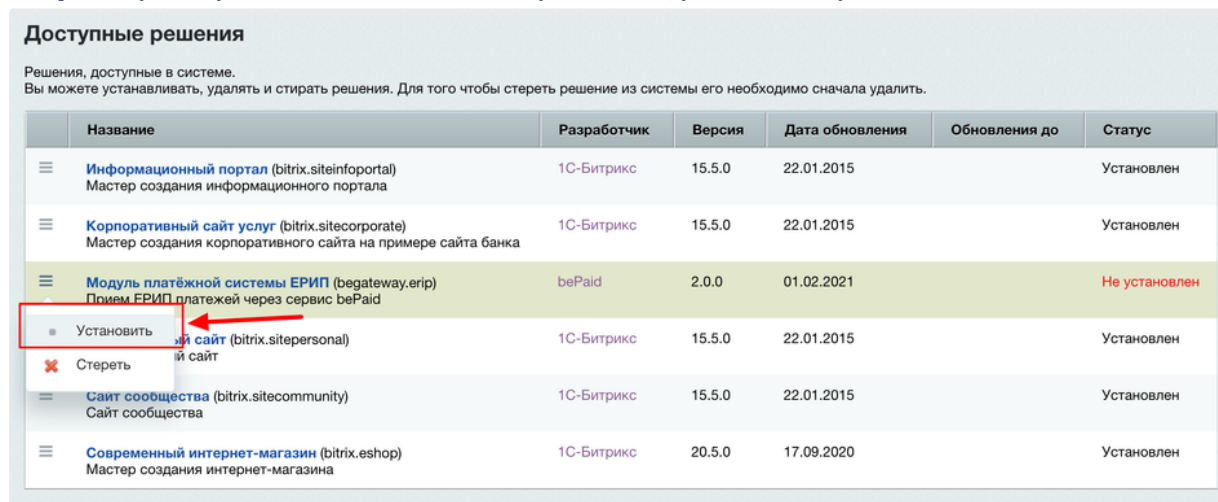 Доступные решения
Решения, доступные в системе.
Вы можете устанавливать, удалять и стирать решения. Для того чтобы стереть решение из системы его необходимо сначала удалить.
Название Разработчик Версия Дата обновления Обновления до Статус
Информационный портал (bitrix.siteinfoportal) 1С-Битрикс 15.5.0 22.01.2015 Установлен
Мастер создания информационного портала
Корпоративный сайт услуг (bitrix.sitecorporate) 1С-Битрикс 15.5.0 22.01.2015 Установлен
Мастер создания корпоративного сайта на примере сайта банка
Модуль платёжной системы ЕРИП (begateway.erip) bePaid 2.0.0 01.02.2021 Не установлен
Прием ЕРИП платежей через сервис bePaid
Установить
сайт (bitrix.sitepersonal) 1С-Битрикс 15.5.0 22.01.2015 Установлен
Стереть
сайт
Сайт сообщества (bitrix.sitecommunity) 1С-Битрикс 15.5.0 22.01.2015 Установлен
Сайт сообщества
Современный интернет-магазин (bitrix.eshop) 1С-Битрикс 20.5.0 17.09.2020 Установлен
Мастер создания интернет-магазина